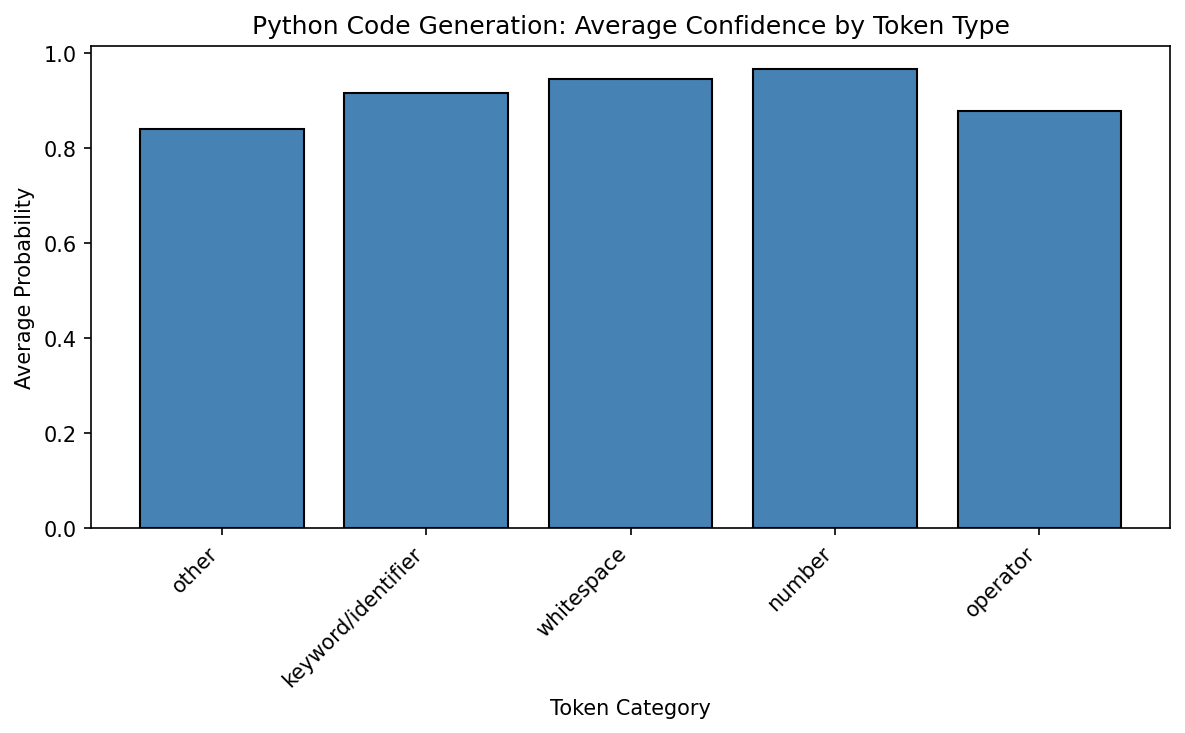 Python Code Generation: Average Confidence by Token Type
Average Probability
1.0
0.8
0.6
0.4
0.2
0.0
other
keyword/identifier
whitespace
number
operator
Token Category